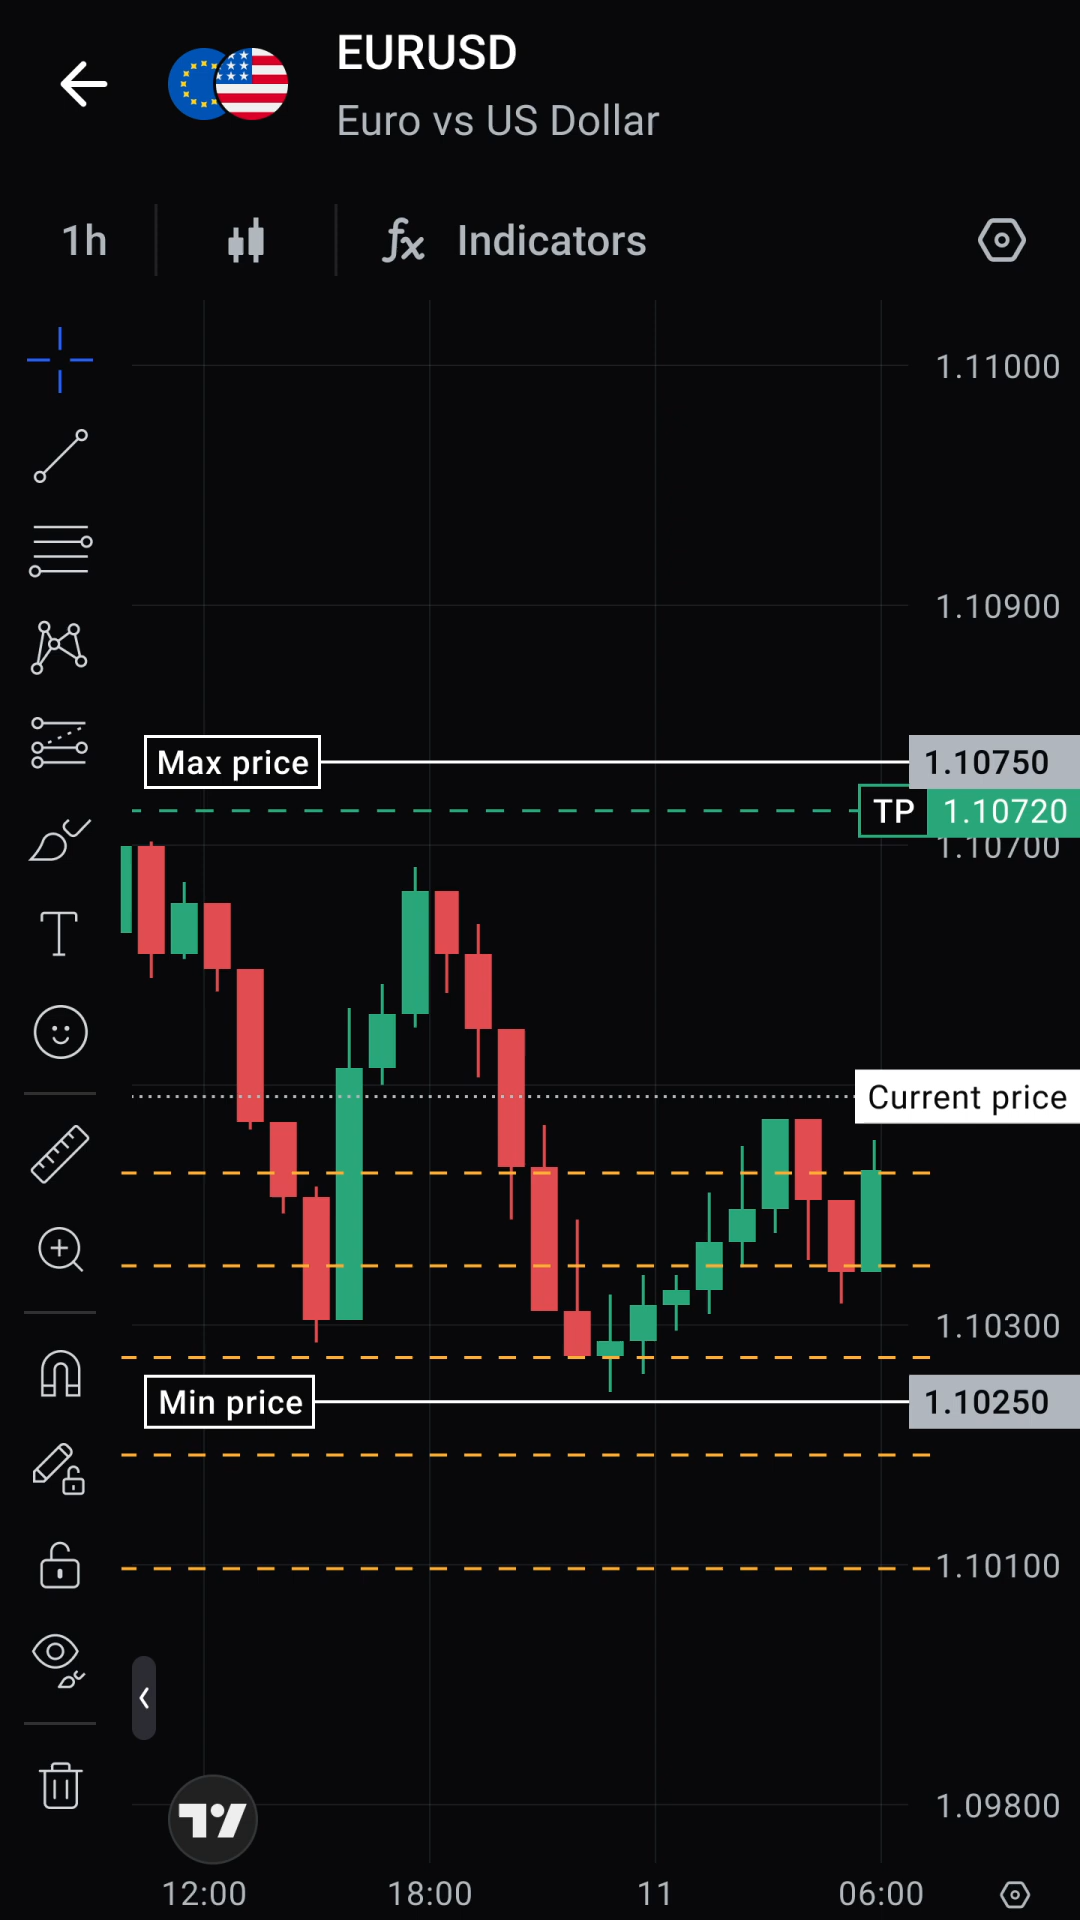 EURUSD
Euro vs US Dollar
1h
fx Indicators
1.11000
1.10900
Max price
1.10750
TP 1.10720
1.10700
Current price
1.10300
Min price
1.10250
1.10100
1.09800
12:00 18:00 11 06:00